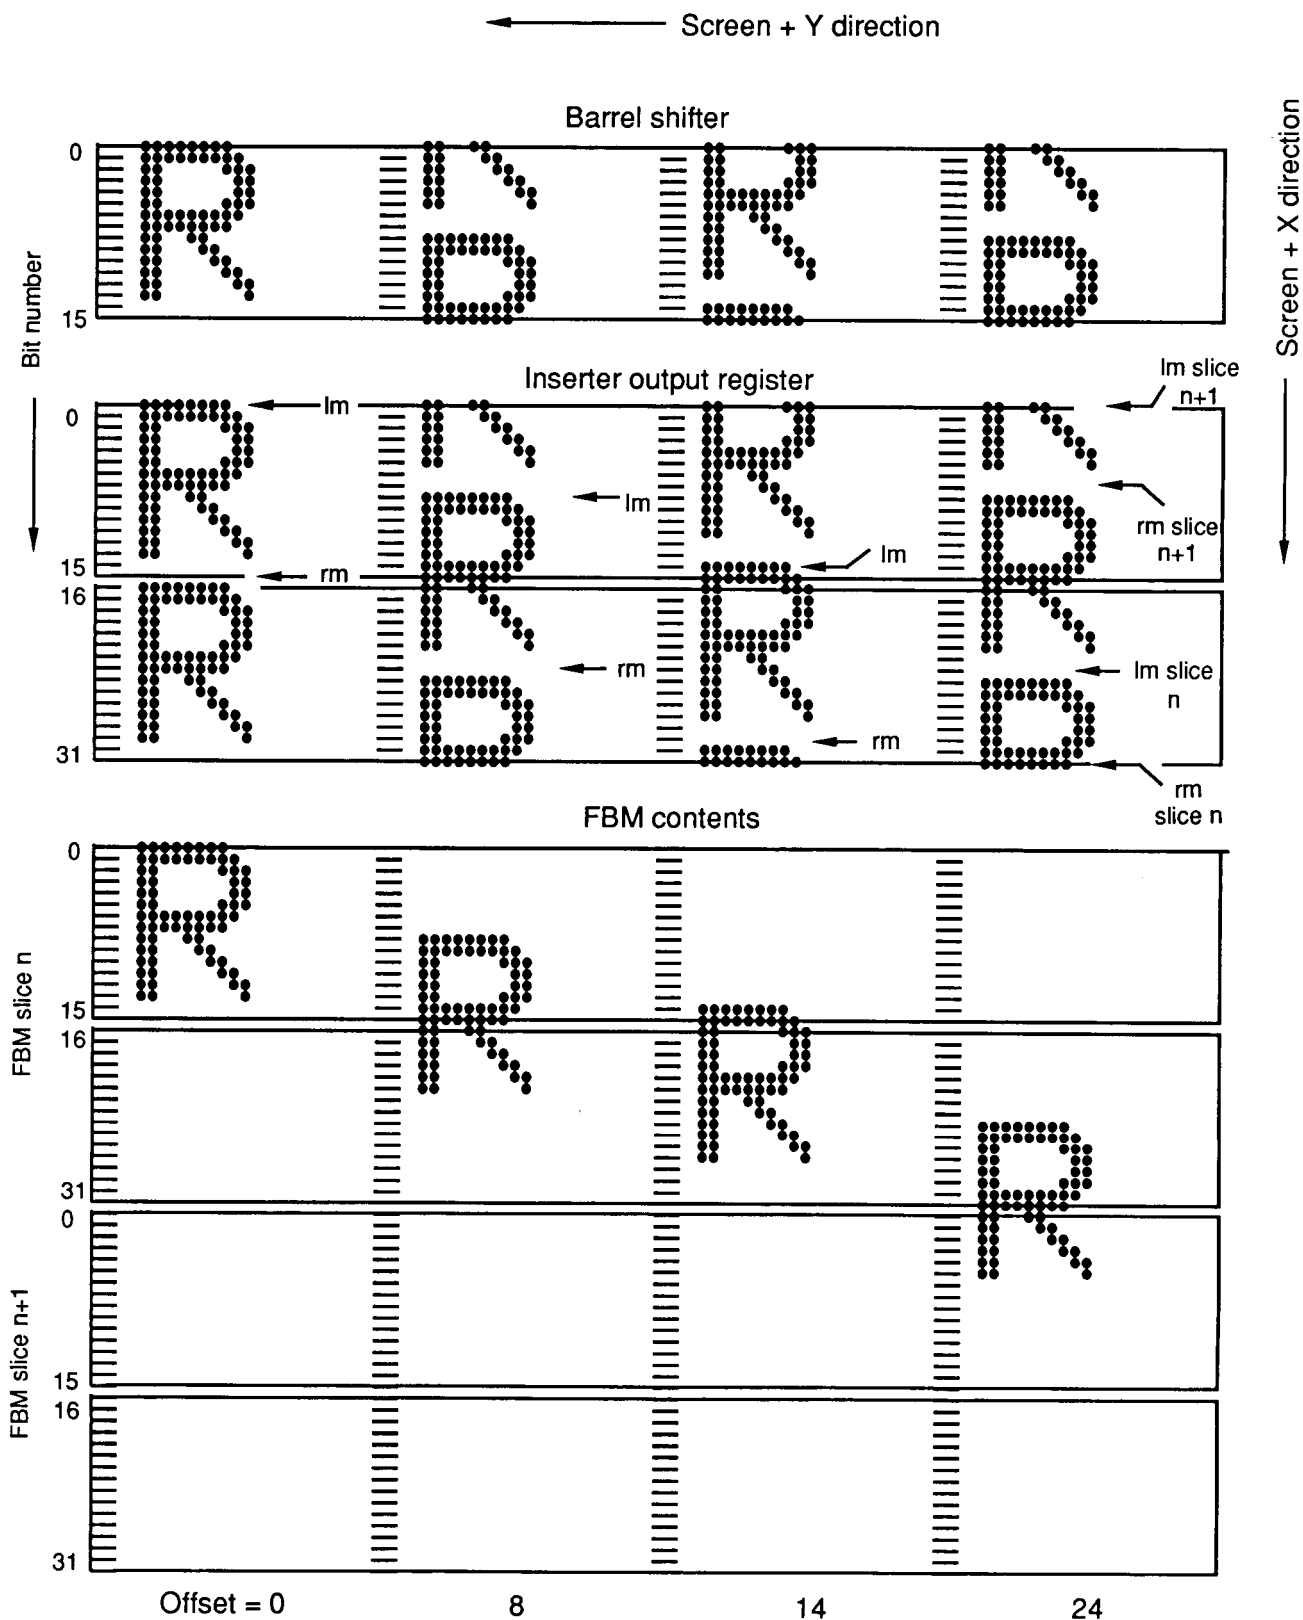 Screen + Y direction
Barrel shifter
0
15
Bit number
Screen + X direction
Inserter output register
lm slice
n+1
0
lm
lm
rm slice
n+1
lm
15
rm
16
rm
lm slice
n
rm
31
rm
slice n
FBM contents
0
FBM slice n
15
16
31
0
FBM slice n+1
15
16
31
Offset = 0 8 14 24